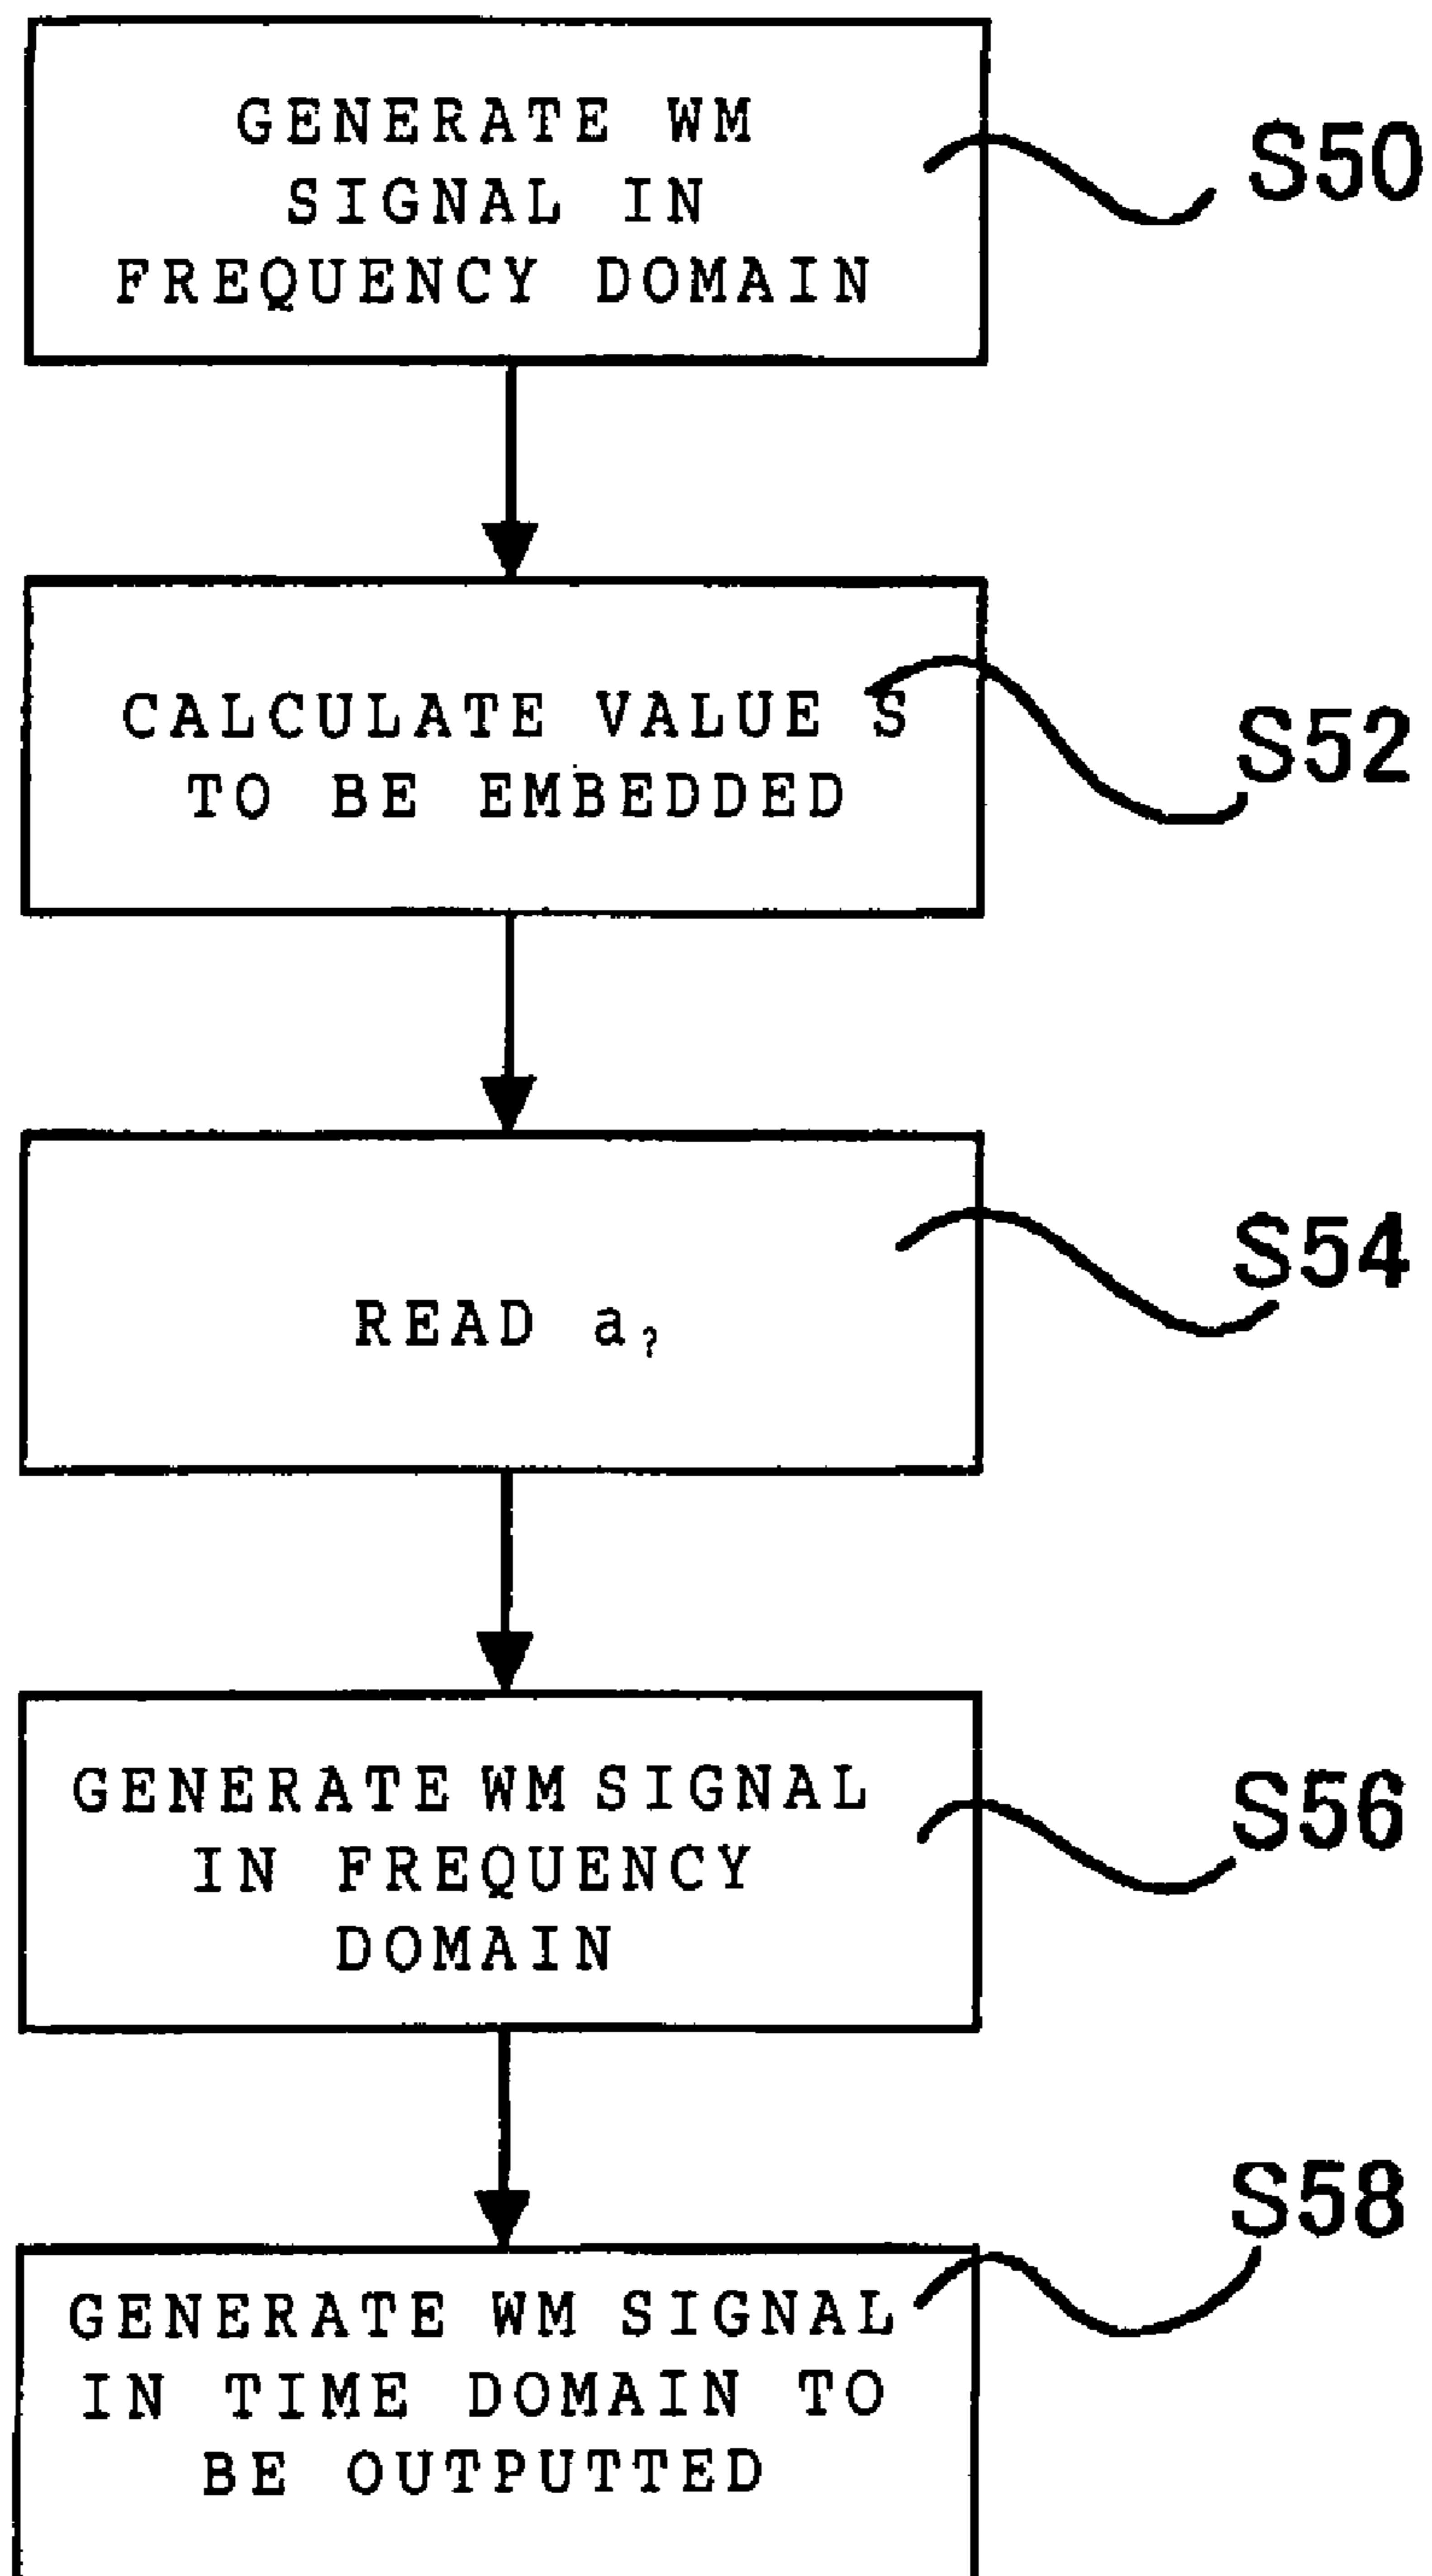 GENERATE WM
SIGNAL IN
FREQUENCY DOMAIN
S50
CALCULATE VALUE S
TO BE EMBEDDED
S52
READ a?
S54
GENERATE WM SIGNAL
IN FREQUENCY
DOMAIN
S56
GENERATE WM SIGNAL
IN TIME DOMAIN TO
BE OUTPUTTED
S58